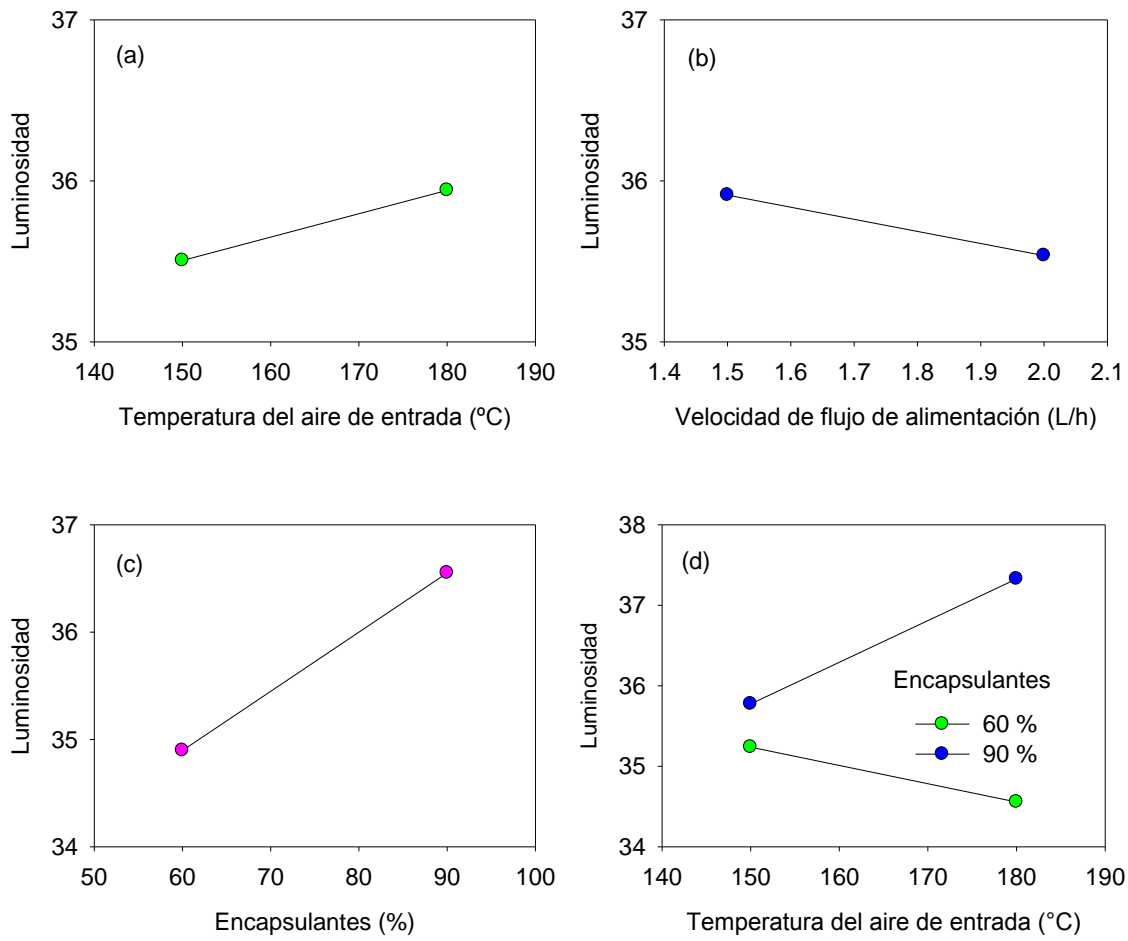 37
(a)
36
35
140 150 160 170 180 190
Luminosidad
Temperatura del aire de entrada (ºC)
37
(b)
36
35
1.4 1.5 1.6 1.7 1.8 1.9 2.0 2.1
Luminosidad
Velocidad de flujo de alimentación (L/h)
37
(c)
36
35
34
50 60 70 80 90 100
Luminosidad
Encapsulantes (%)
38
(d)
37
36
35
34
140 150 160 170 180 190
Luminosidad
Encapsulantes
60 %
90 %
Temperatura del aire de entrada (°C)